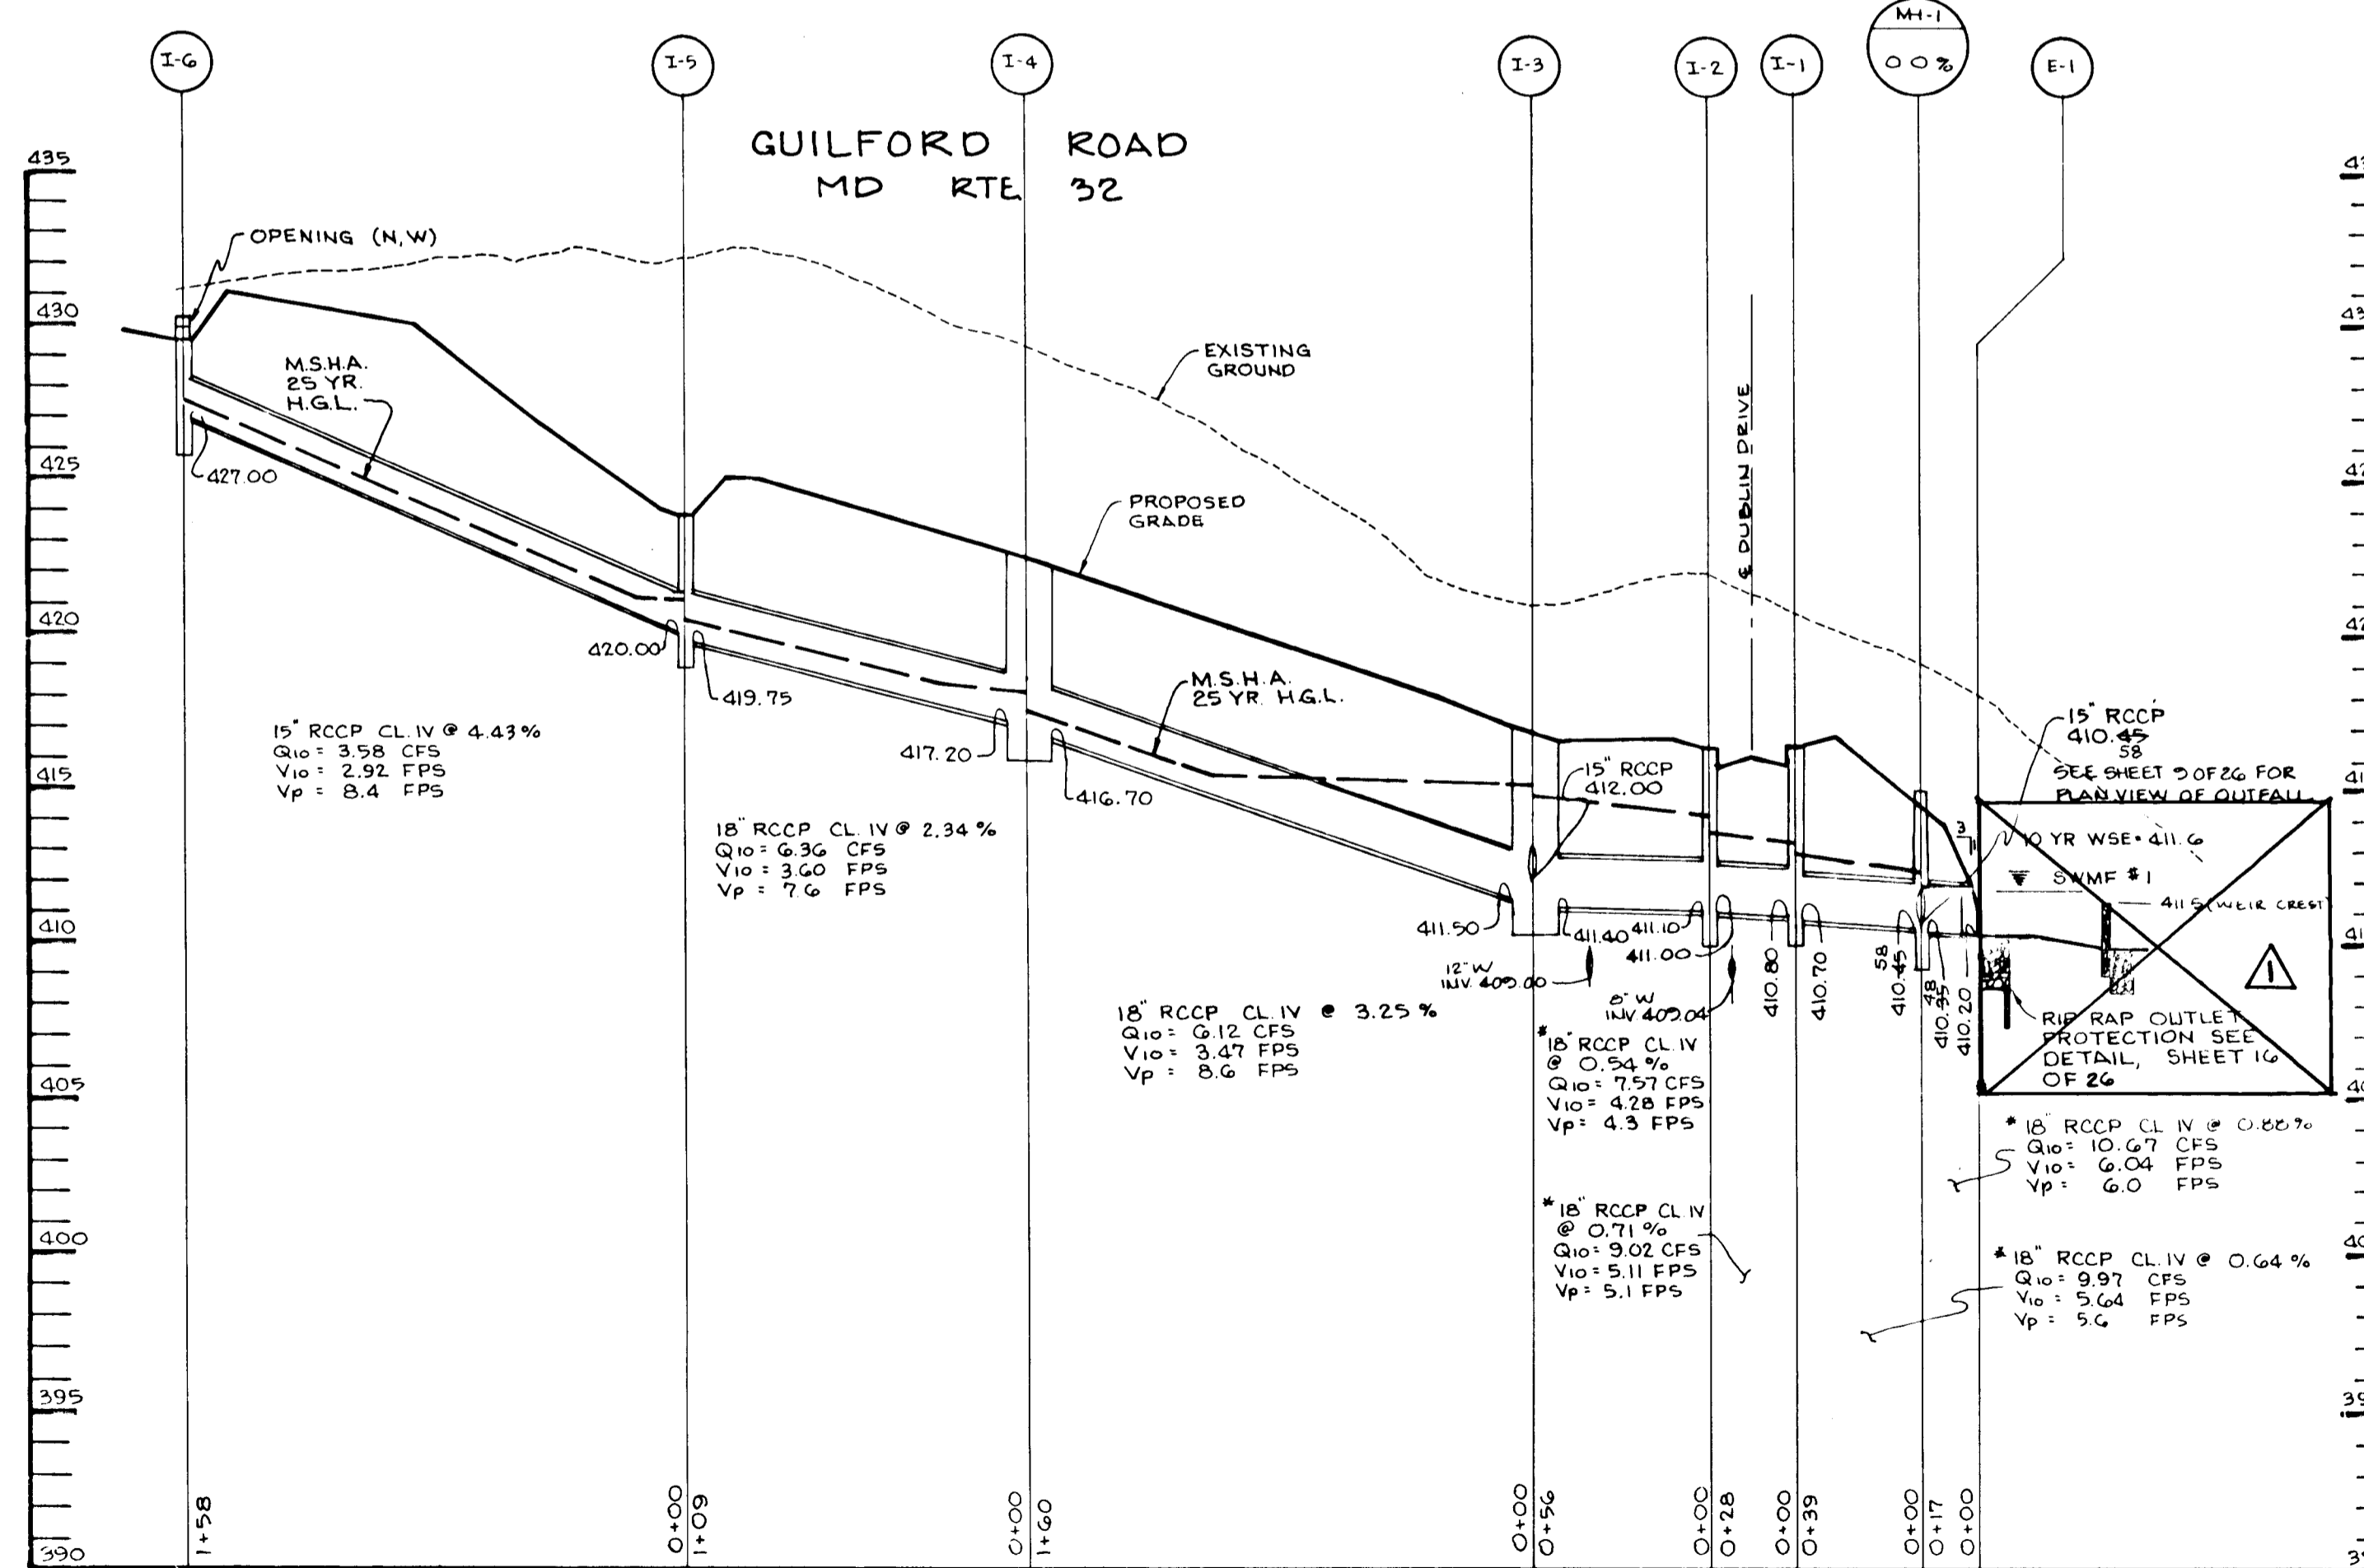 I-6
I-5
I-4
I-3
I-2
I-1
MH-1
00%
E-1
GUILFORD ROAD
MD RTE 32
435
430
425
420
415
410
405
400
395
390
OPENING (N,W)
M.S.H.A.
25 YR.
H.G.L.
427.00
EXISTING
GROUND
PROPOSED
GRADE
℄ DUBLIN DRIVE
420.00
419.75
M.S.H.A.
25 YR. H.G.L.
417.20
416.70
15" RCCP CL. IV @ 4.43%
Q10 = 3.58 CFS
V10 = 2.92 FPS
Vp = 8.4 FPS
18" RCCP CL. IV @ 2.34%
Q10 = 6.36 CFS
V10 = 3.60 FPS
Vp = 7.6 FPS
18" RCCP CL. IV @ 3.25%
Q10 = 6.12 CFS
V10 = 3.47 FPS
Vp = 8.6 FPS
15" RCCP
412.00
411.50
411.40
411.10
411.00
12" W
INV. 409.00
8" W
INV 409.04
410.80
410.70
58
410.45
48
410.35
410.20
15" RCCP
410.45
58
SEE SHEET 9 OF 26 FOR
PLAN VIEW OF OUTFALL
3
1
10 YR WSE = 411.6
SWMF #1
411.5 (WEIR CREST)
1
RIP RAP OUTLET
PROTECTION SEE
DETAIL, SHEET 16
OF 26
*18" RCCP CL. IV
@ 0.54%
Q10 = 7.57 CFS
V10 = 4.28 FPS
Vp = 4.3 FPS
*18" RCCP CL. IV
@ 0.71%
Q10 = 9.02 CFS
V10 = 5.11 FPS
Vp = 5.1 FPS
*18" RCCP CL IV @ 0.88%
Q10 = 10.67 CFS
V10 = 6.04 FPS
Vp = 6.0 FPS
*18" RCCP CL. IV @ 0.64%
Q10 = 9.97 CFS
V10 = 5.64 FPS
Vp = 5.6 FPS
1+58
0+00
1+09
0+00
1+60
0+00
0+56
0+00
0+28
0+00
0+39
0+00
0+17
0+00